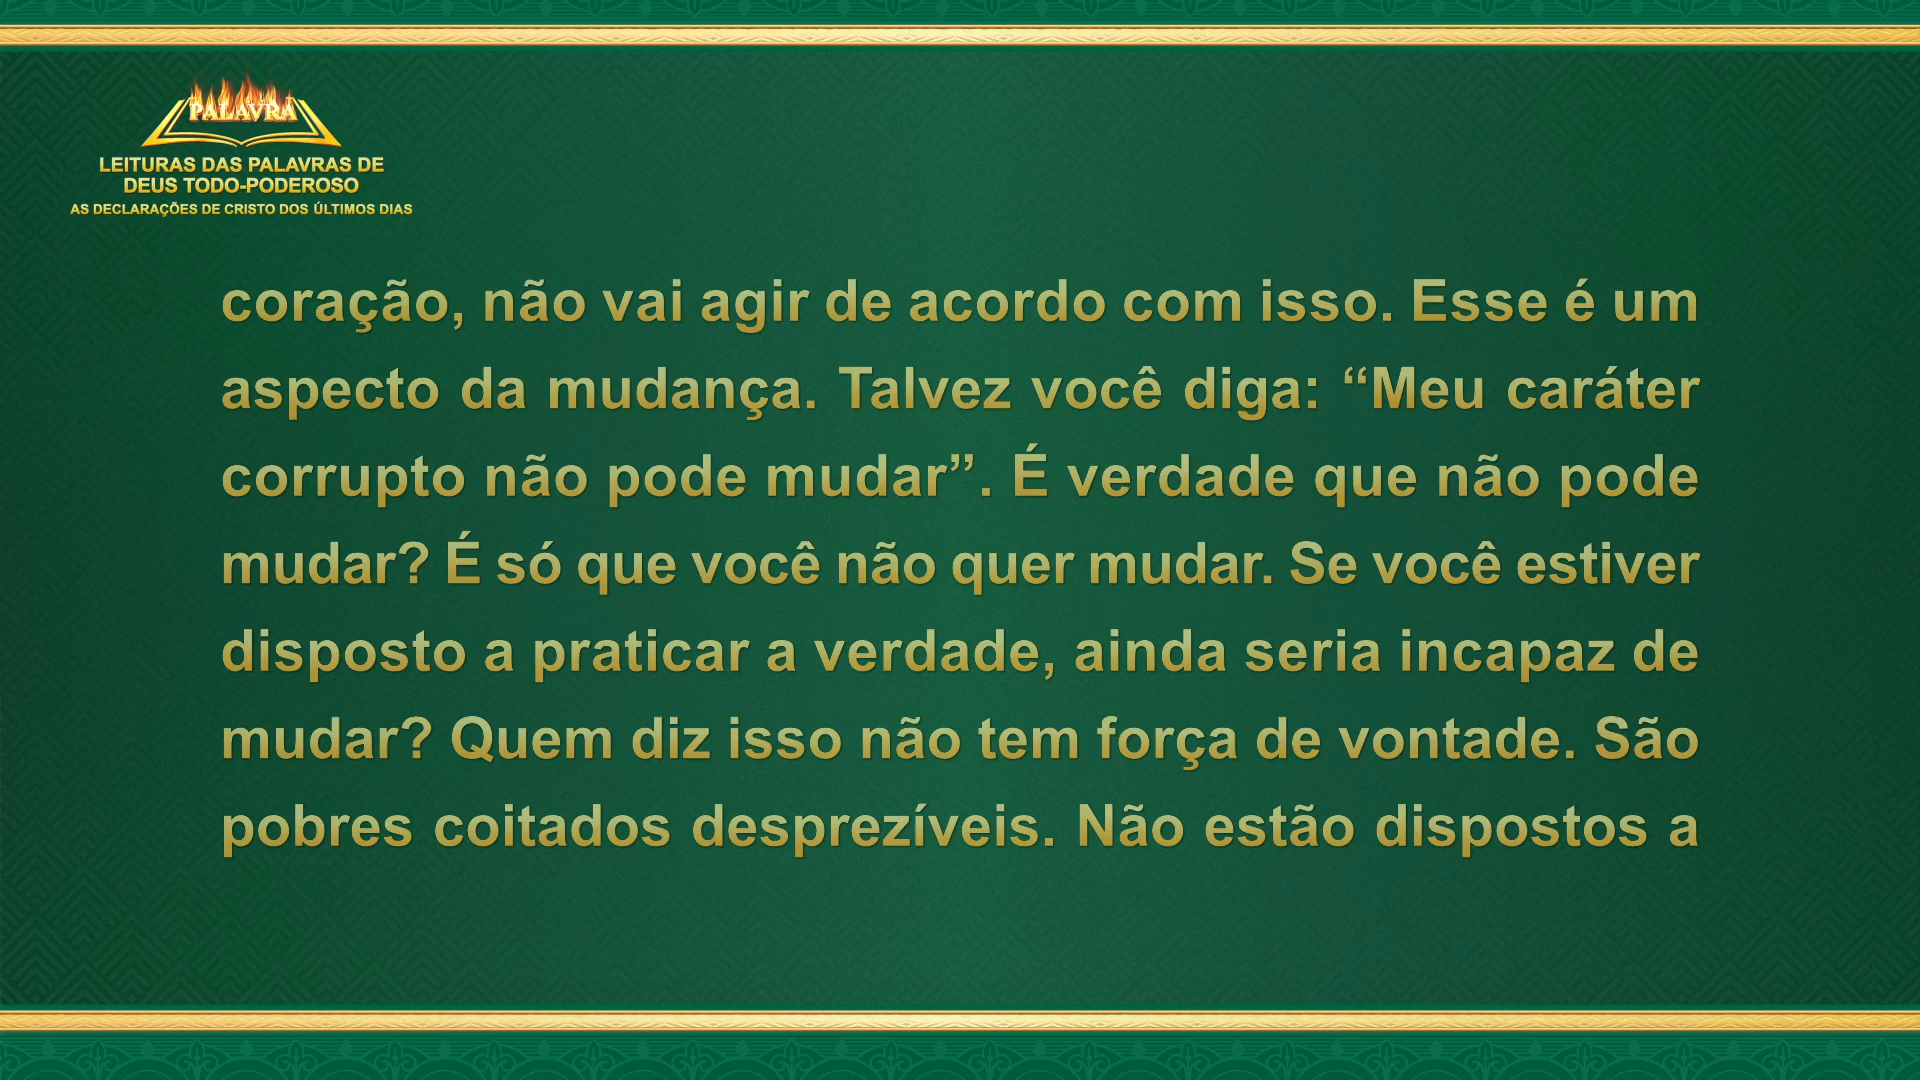 PALAVRA
LEITURAS DAS PALAVRAS DE
DEUS TODO-PODEROSO
AS DECLARAÇÕES DE CRISTO DOS ÚLTIMOS DIAS
coração, não vai agir de acordo com isso. Esse é um
aspecto da mudança. Talvez você diga: “Meu caráter
corrupto não pode mudar”. É verdade que não pode
mudar? É só que você não quer mudar. Se você estiver
disposto a praticar a verdade, ainda seria incapaz de
mudar? Quem diz isso não tem força de vontade. São
pobres coitados desprezíveis. Não estão dispostos a